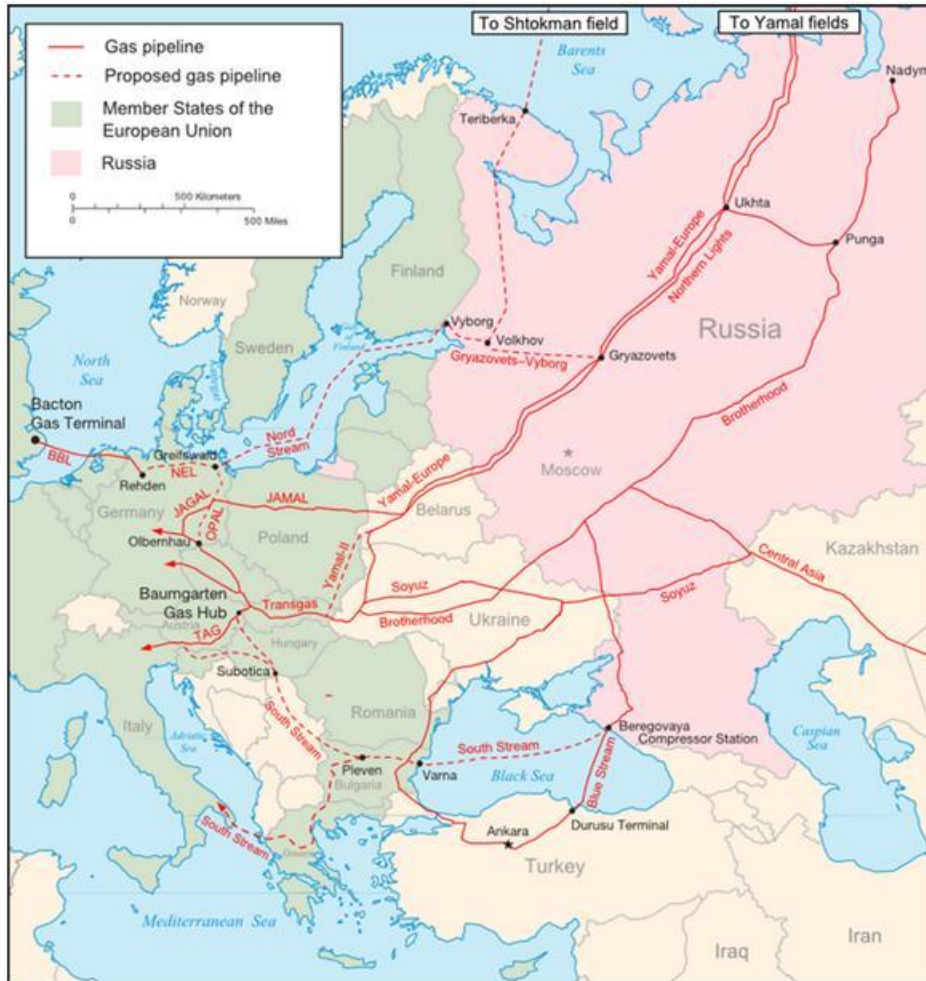 To Shtokman field
To Yamal fields
Gas pipeline
Proposed gas pipeline
Member States of the
European Union
Russia
0 500 Kilometers
0 500 Miles
Barents
Sea
Nadym
Teriberka
Ukhta
Punga
Yamal-Europe
Northern Lights
Finland
Norway
Sweden
Vyborg
Volkhov
Gryazovets
Gryazovets–Vyborg
Russia
North
Sea
Bacton
Gas Terminal
BBL
Greifswald
NEL
Rehden
Nord
Stream
Moscow
Brotherhood
Germany
JAGAL
OPAL
JAMAL
Yamal-Europe
Belarus
Poland
Olbernhau
Yamal-II
Kazakhstan
Central Asia
Soyuz
Soyuz
Baumgarten
Gas Hub
Transgas
Brotherhood
Ukraine
Austria
TAG
Hungary
Subotica
Romania
Italy
Adriatic
Sea
South Stream
South Stream
Beregovaya
Compressor Station
Caspian
Sea
Pleven
Bulgaria
Varna
Black Sea
Blue Stream
South Stream
Greece
Ankara
Durusu Terminal
Turkey
Mediterranean Sea
Iraq
Iran